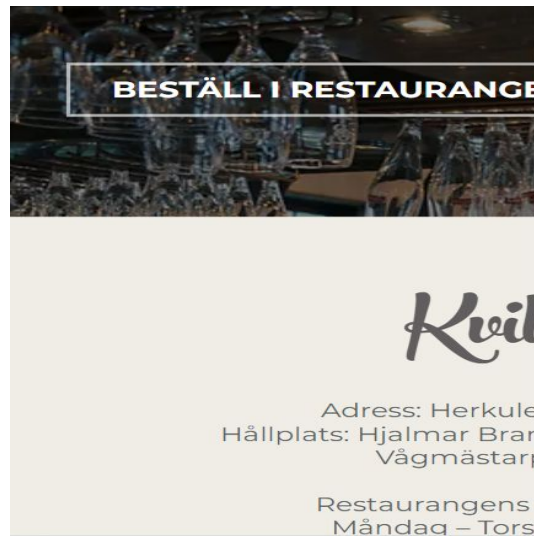 BESTÄLL I RESTAURANGE
Kvil
Adress: Herkule
Hållplats: Hjalmar Bran
Vågmästarp
Restaurangens
Måndag – Tors